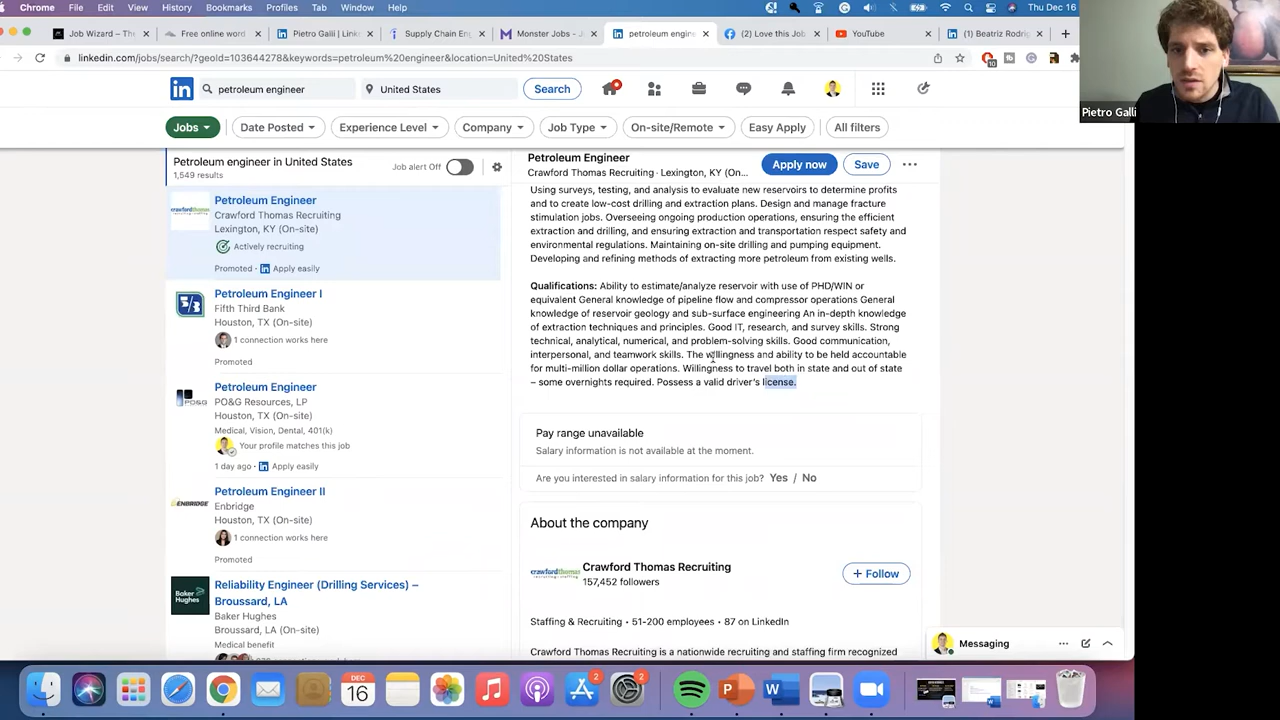 Chrome File Edit View History Bookmarks Profiles Tab Window Help Thu Dec 16
Job Wizard – The Free online word Pietro Galli | Link Supply Chain Eng Monster Jobs - J petroleum engine (2) Love this Job YouTube (1) Beatriz Rodrig
linkedin.com/jobs/search/?geoId=103644278&keywords=petroleum%20engineer&location=United%20States
10
Pietro Galli
in petroleum engineer United States Search
Jobs Date Posted Experience Level Company Job Type On-site/Remote Easy Apply All filters
Petroleum engineer in United States
1,549 results
Job alert Off
Petroleum Engineer
Crawford Thomas Recruiting
Lexington, KY (On-site)
Actively recruiting
Promoted · in Apply easily
Petroleum Engineer I
Fifth Third Bank
Houston, TX (On-site)
1 connection works here
Promoted
Petroleum Engineer
PO&G Resources, LP
Houston, TX (On-site)
Medical, Vision, Dental, 401(k)
Your profile matches this job
1 day ago · in Apply easily
Petroleum Engineer II
Enbridge
Houston, TX (On-site)
1 connection works here
Promoted
Reliability Engineer (Drilling Services) –
Broussard, LA
Baker Hughes
Broussard, LA (On-site)
Medical benefit
crawfordthomas
5/3
PO&G
ENBRIDGE
Baker
Hughes
Petroleum Engineer
Crawford Thomas Recruiting · Lexington, KY (On...
Apply now Save
Using surveys, testing, and analysis to evaluate new reservoirs to determine profits
and to create low-cost drilling and extraction plans. Design and manage fracture
stimulation jobs. Overseeing ongoing production operations, ensuring the efficient
extraction and drilling, and ensuring extraction and transportation respect safety and
environmental regulations. Maintaining on-site drilling and pumping equipment.
Developing and refining methods of extracting more petroleum from existing wells.
Qualifications: Ability to estimate/analyze reservoir with use of PHD/WIN or
equivalent General knowledge of pipeline flow and compressor operations General
knowledge of reservoir geology and sub-surface engineering An in-depth knowledge
of extraction techniques and principles. Good IT, research, and survey skills. Strong
technical, analytical, numerical, and problem-solving skills. Good communication,
interpersonal, and teamwork skills. The willingness and ability to be held accountable
for multi-million dollar operations. Willingness to travel both in state and out of state
– some overnights required. Possess a valid driver's license.
Pay range unavailable
Salary information is not available at the moment.
Are you interested in salary information for this job? Yes / No
About the company
crawfordthomas
Crawford Thomas Recruiting
157,452 followers
+ Follow
Staffing & Recruiting • 51-200 employees • 87 on LinkedIn
Crawford Thomas Recruiting is a nationwide recruiting and staffing firm recognized
Messaging
DEC
16
2
2